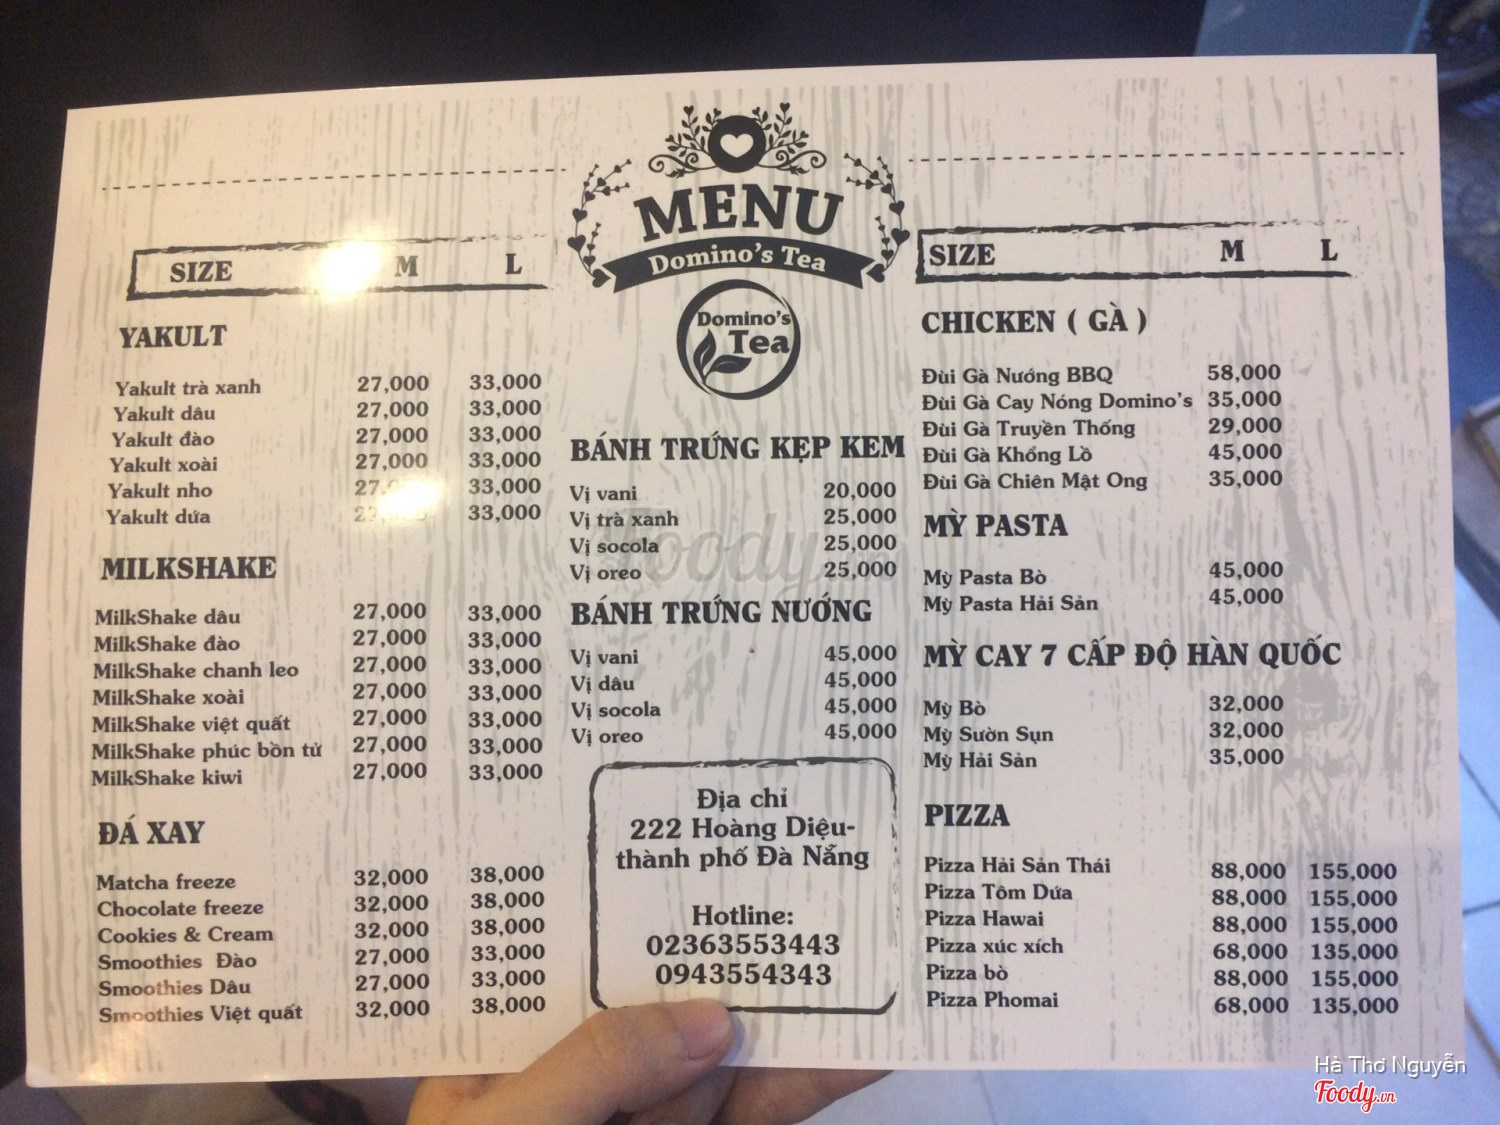 MENU
Domino's Tea
Domino's
Tea
SIZE M L
YAKULT
Yakult trà xanh 27,000 33,000
Yakult dâu 27,000 33,000
Yakult đào 27,000 33,000
Yakult xoài 27,000 33,000
Yakult nho 33,000
Yakult dứa 33,000
MILKSHAKE
MilkShake dâu 27,000 33,000
MilkShake đào 27,000 33,000
MilkShake chanh leo 27,000 33,000
MilkShake xoài 27,000 33,000
MilkShake việt quất 27,000 33,000
MilkShake phúc bồn tử 27,000 33,000
MilkShake kiwi 27,000 33,000
ĐÁ XAY
Matcha freeze 32,000 38,000
Chocolate freeze 32,000 38,000
Cookies & Cream 32,000 38,000
Smoothies Đào 27,000 33,000
Smoothies Dâu 27,000 33,000
Smoothies Việt quất 32,000 38,000
BÁNH TRỨNG KẸP KEM
Vị vani 20,000
Vị trà xanh 25,000
Vị socola 25,000
Vị oreo 25,000
BÁNH TRỨNG NƯỚNG
Vị vani 45,000
Vị dâu 45,000
Vị socola 45,000
Vị oreo 45,000
Địa chỉ
222 Hoàng Diệu-
thành phố Đà Nẵng
Hotline:
02363553443
0943554343
SIZE M L
CHICKEN ( GÀ )
Đùi Gà Nướng BBQ 58,000
Đùi Gà Cay Nóng Domino's 35,000
Đùi Gà Truyền Thống 29,000
Đùi Gà Khổng Lồ 45,000
Đùi Gà Chiên Mật Ong 35,000
MỲ PASTA
Mỳ Pasta Bò 45,000
Mỳ Pasta Hải Sản 45,000
MỲ CAY 7 CẤP ĐỘ HÀN QUỐC
Mỳ Bò 32,000
Mỳ Sườn Sụn 32,000
Mỳ Hải Sản 35,000
PIZZA
Pizza Hải Sản Thái 88,000 155,000
Pizza Tôm Dứa 88,000 155,000
Pizza Hawai 88,000 155,000
Pizza xúc xích 68,000 135,000
Pizza bò 88,000 155,000
Pizza Phomai 68,000 135,000
Foody
Hà Thơ Nguyễn
Foody.vn